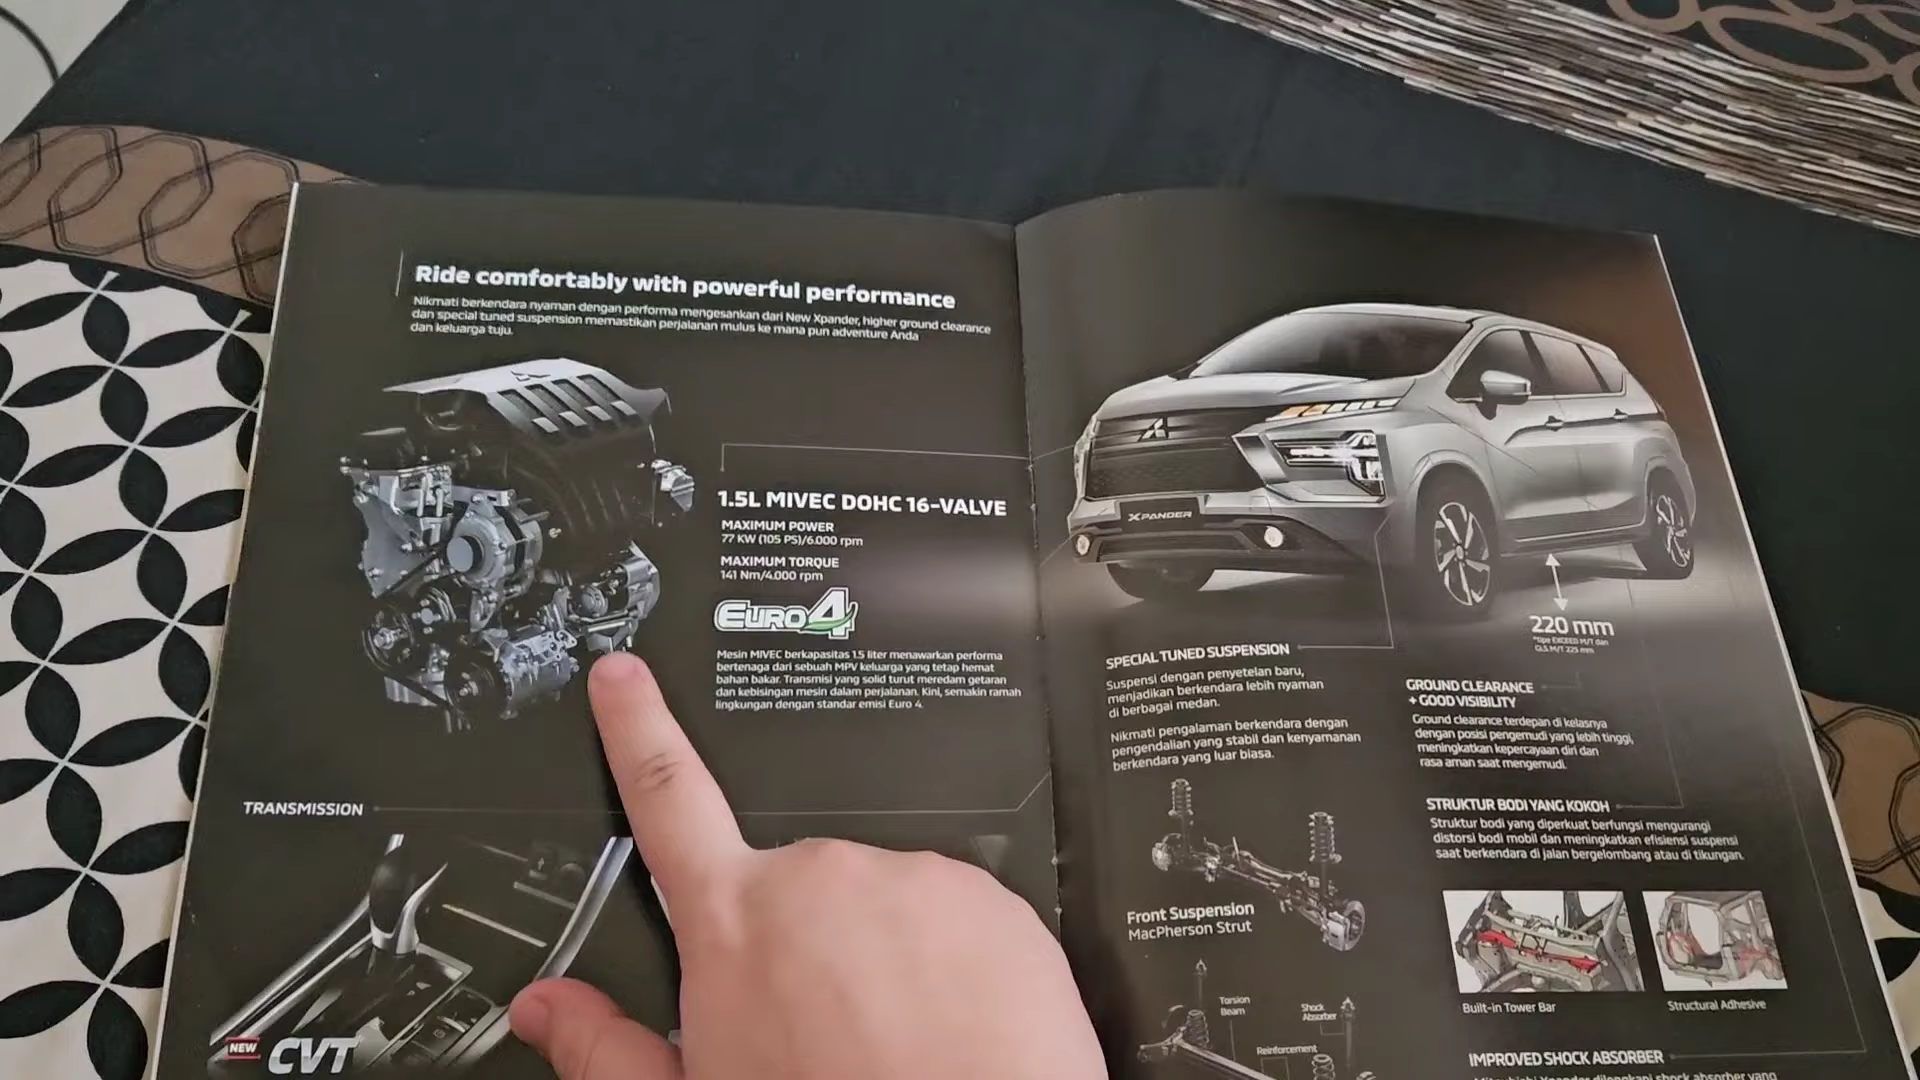 Ride comfortably with powerful performance
Nikmati berkendara nyaman dengan performa mengesankan dari New Xpander, higher ground clearance
dan special tuned suspension memastikan perjalanan mulus ke mana pun adventure Anda
dan keluarga tuju.
1.5L MIVEC DOHC 16-VALVE
MAXIMUM POWER
77 KW (105 PS)/6.000 rpm
MAXIMUM TORQUE
141 Nm/4.000 rpm
EURO4
Mesin MIVEC berkapasitas 1.5 liter menawarkan performa
bertenaga dari sebuah MPV keluarga yang tetap hemat
bahan bakar. Transmisi yang solid turut meredam getaran
dan kebisingan mesin dalam perjalanan. Kini, semakin ramah
lingkungan dengan standar emisi Euro 4.
TRANSMISSION
NEW CVT
XPANDER
220 mm
*tipe EXCEED M/T dan
GLS M/T 225 mm
SPECIAL TUNED SUSPENSION
Suspensi dengan penyetelan baru,
menjadikan berkendara lebih nyaman
di berbagai medan.
Nikmati pengalaman berkendara dengan
pengendalian yang stabil dan kenyamanan
berkendara yang luar biasa.
Front Suspension
MacPherson Strut
Torsion
Beam
Shock
Absorber
Reinforcement
GROUND CLEARANCE
+ GOOD VISIBILITY
Ground clearance terdepan di kelasnya
dengan posisi pengemudi yang lebih tinggi,
meningkatkan kepercayaan diri dan
rasa aman saat mengemudi.
STRUKTUR BODI YANG KOKOH
Struktur bodi yang diperkuat berfungsi mengurangi
distorsi bodi mobil dan meningkatkan efisiensi suspensi
saat berkendara di jalan bergelombang atau di tikungan.
Built-in Tower Bar
Structural Adhesive
IMPROVED SHOCK ABSORBER